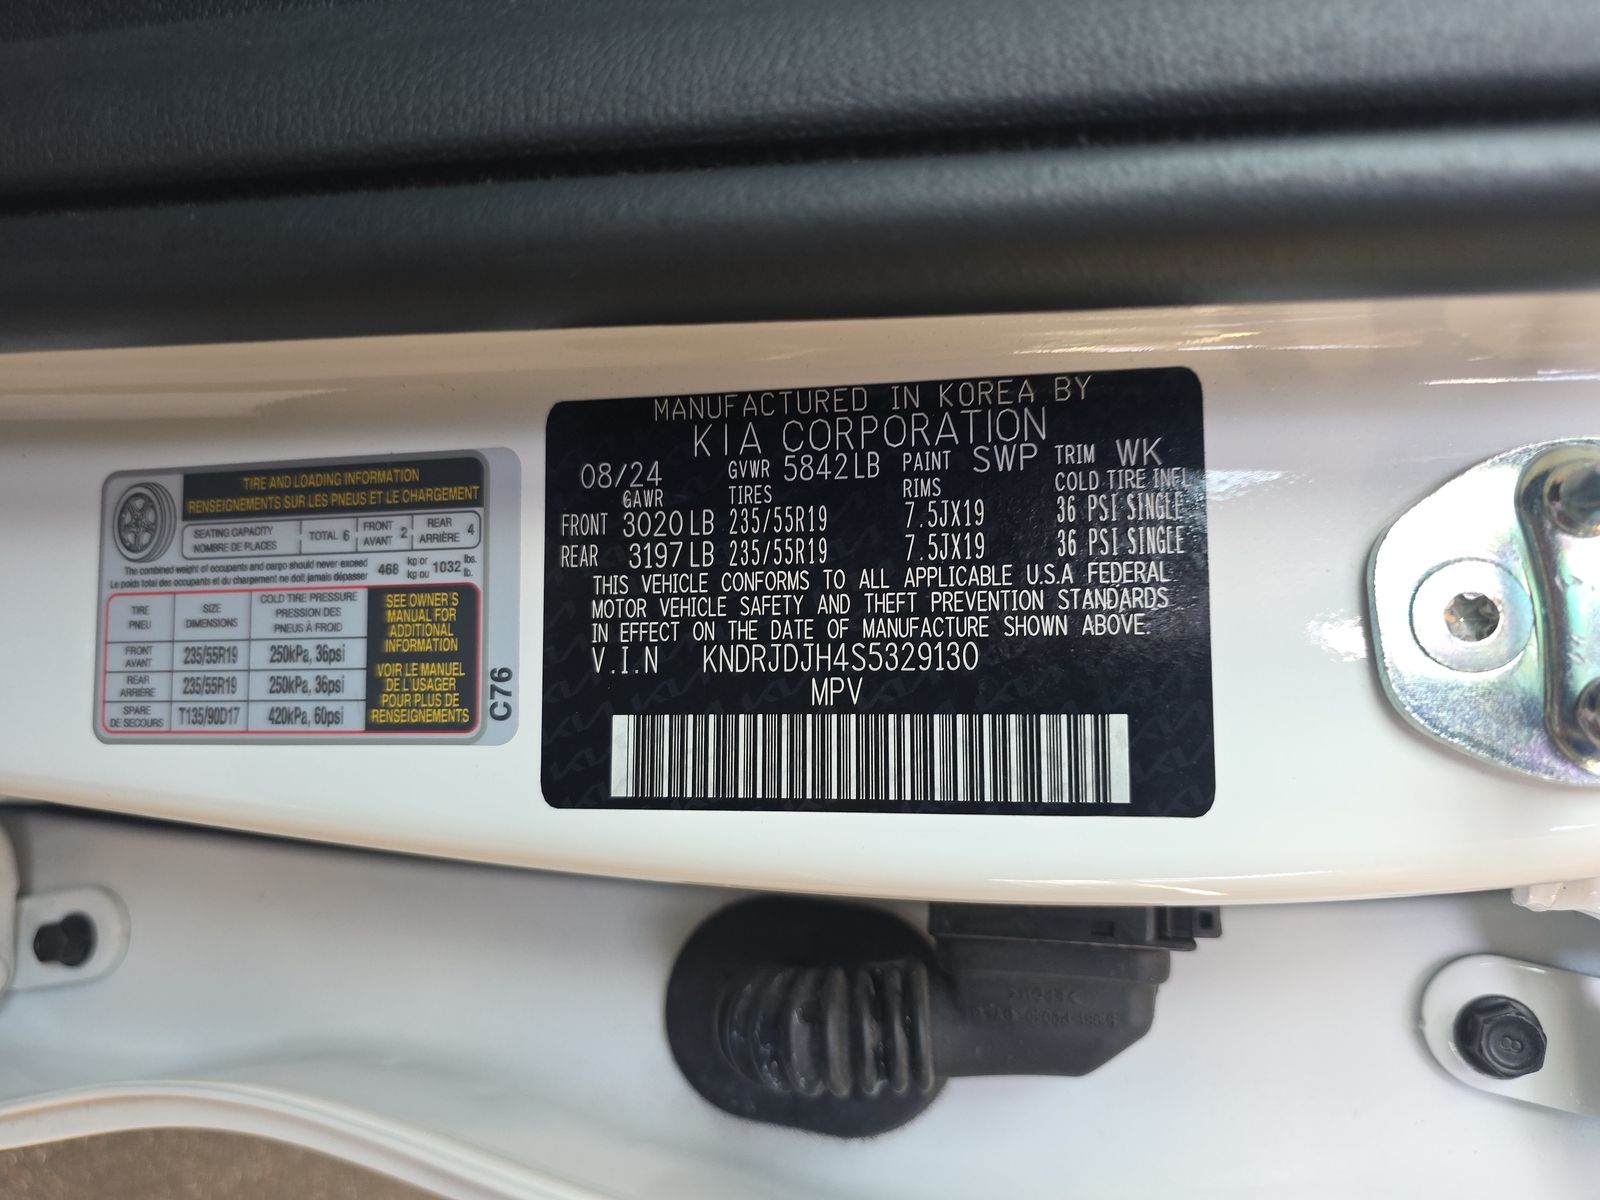 TIRE AND LOADING INFORMATION
RENSEIGNEMENTS SUR LES PNEUS ET LE CHARGEMENT
SEATING CAPACITY
NOMBRE DE PLACES
TOTAL 6
FRONT
AVANT 2
REAR
ARRIÈRE 4
The combined weight of occupants and cargo should never exceed 468 kg or 1032 lbs.
Le poids total des occupants et du chargement ne doit jamais dépasser kg ou lb.
TIRE
PNEU
SIZE
DIMENSIONS
COLD TIRE PRESSURE
PRESSION DES
PNEUS À FROID
FRONT
AVANT
235/55R19 250kPa, 36psi
REAR
ARRIÈRE
235/55R19 250kPa, 36psi
SPARE
DE SECOURS
T135/90D17 420kPa, 60psi
SEE OWNER'S
MANUAL FOR
ADDITIONAL
INFORMATION
VOIR LE MANUEL
DE L'USAGER
POUR PLUS DE
RENSEIGNEMENTS
C76
MANUFACTURED IN KOREA BY
KIA CORPORATION
08/24 GVWR 5842LB PAINT SWP TRIM WK
GAWR TIRES RIMS COLD TIRE INFL
FRONT 3020LB 235/55R19 7.5JX19 36 PSI SINGLE
REAR 3197LB 235/55R19 7.5JX19 36 PSI SINGLE
THIS VEHICLE CONFORMS TO ALL APPLICABLE U.S.A FEDERAL
MOTOR VEHICLE SAFETY AND THEFT PREVENTION STANDARDS
IN EFFECT ON THE DATE OF MANUFACTURE SHOWN ABOVE.
V.I.N KNDRJDJH4S5329130
MPV
8